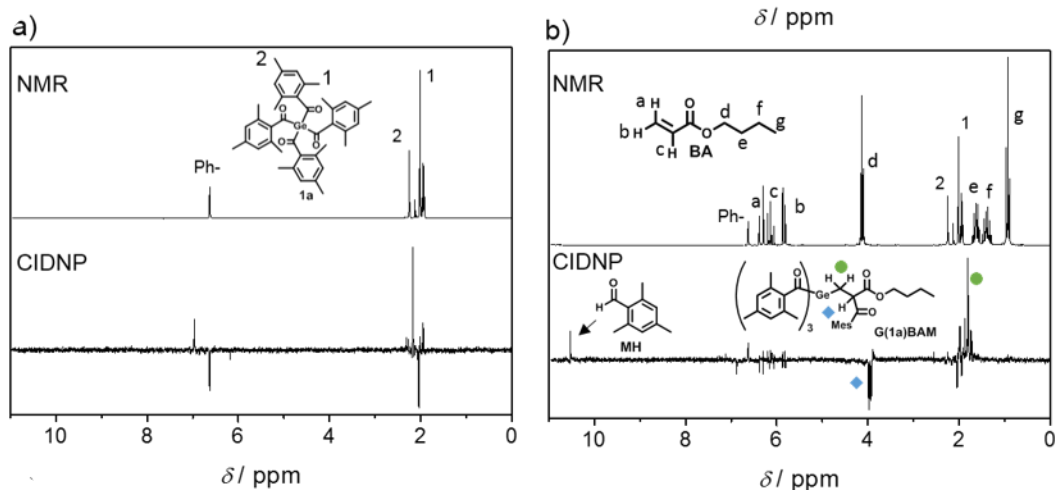 δ / ppm
a)
b)
NMR
2
1
O
O
Ge
O
O
1a
2
1
Ph-
CIDNP
10
8
6
4
2
0
δ / ppm
NMR
a
H
O
b
H
O
c
H
BA
d
e
f
g
Ph-
a
c
b
d
2
1
e
f
g
CIDNP
O
H
MH
O
Ge
3
H
H
H
O
O
O
Mes
G(1a)BAM
10
8
6
4
2
0
δ / ppm